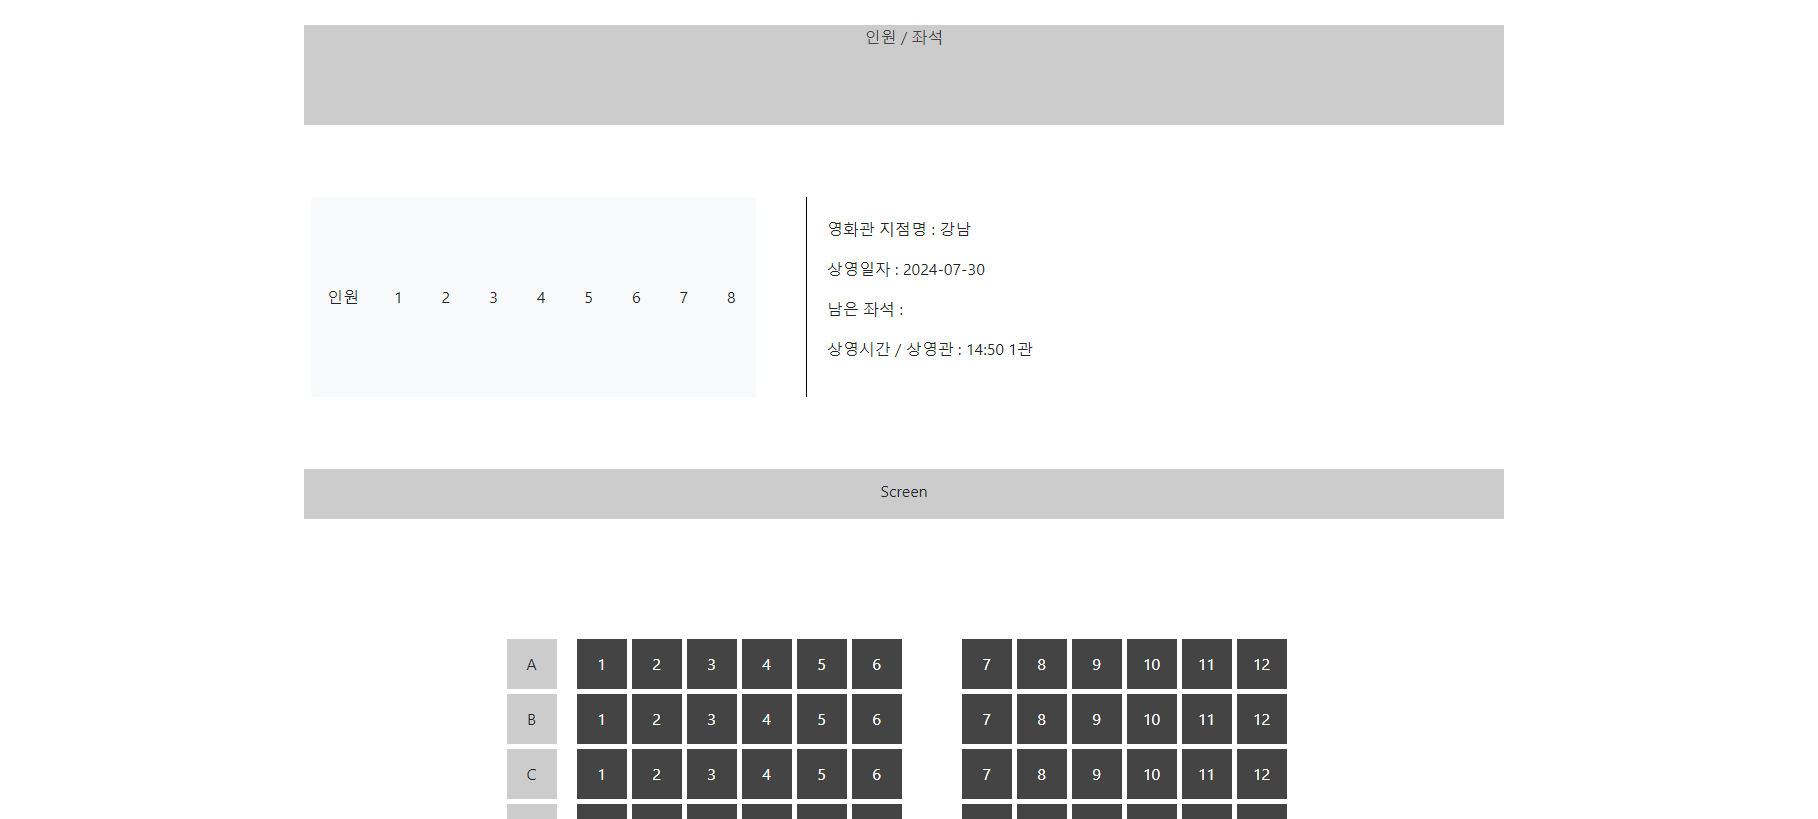 인원 / 좌석
인원 1 2 3 4 5 6 7 8
영화관 지점명 : 강남
상영일자 : 2024-07-30
남은 좌석 :
상영시간 / 상영관 : 14:50 1관
Screen
A 1 2 3 4 5 6 7 8 9 10 11 12
B 1 2 3 4 5 6 7 8 9 10 11 12
C 1 2 3 4 5 6 7 8 9 10 11 12